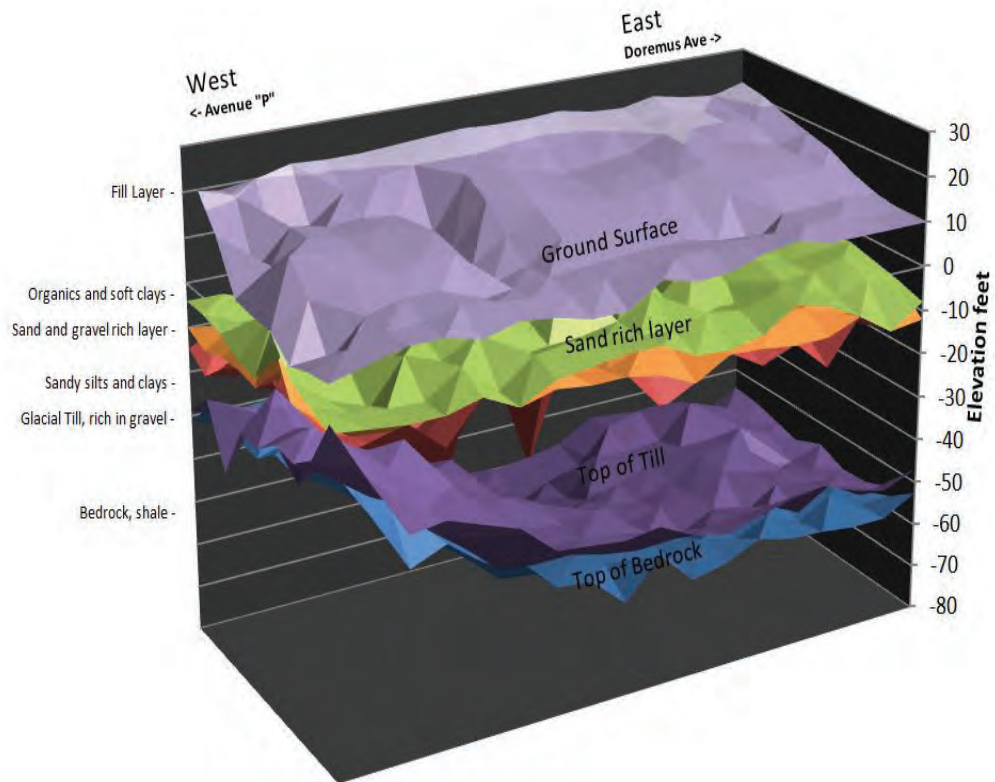 East
Doremus Ave ->
West
<- Avenue "P"
Fill Layer -
Organics and soft clays -
Sand and gravel rich layer -
Sandy silts and clays -
Glacial Till, rich in gravel -
Bedrock, shale -
Ground Surface
Sand rich layer
Top of Till
Top of Bedrock
30
20
10
0
-10
-20
-30
-40
-50
-60
-70
-80
Elevation feet